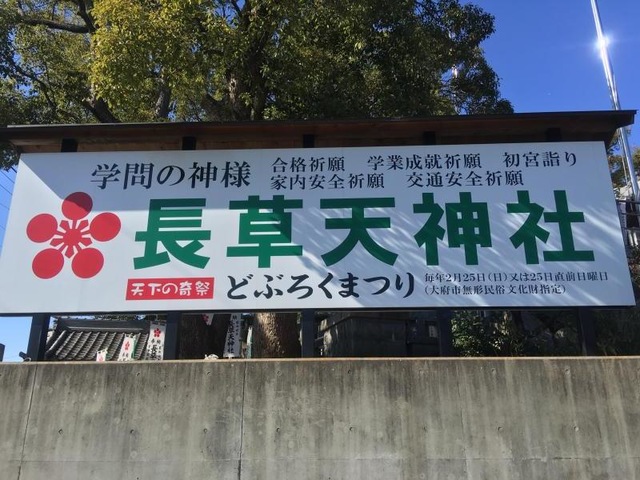 学問の神様
合格祈願 学業成就祈願 初宮詣り
家内安全祈願 交通安全祈願
長草天神社
天下の奇祭
どぶろくまつり
毎年2月25日(日)又は25日直前日曜日
(大府市無形民俗文化財指定)